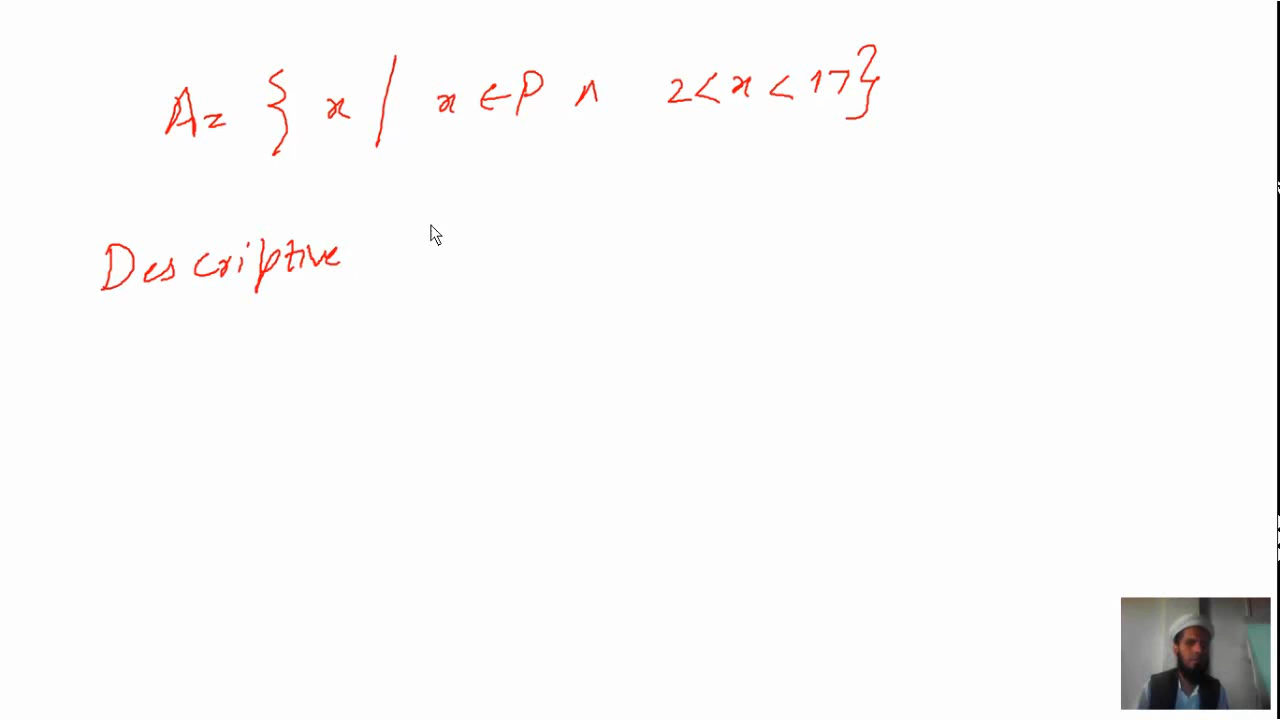 A = { x / x ∈ P ∧ 2 < x < 17 }
Descriptive